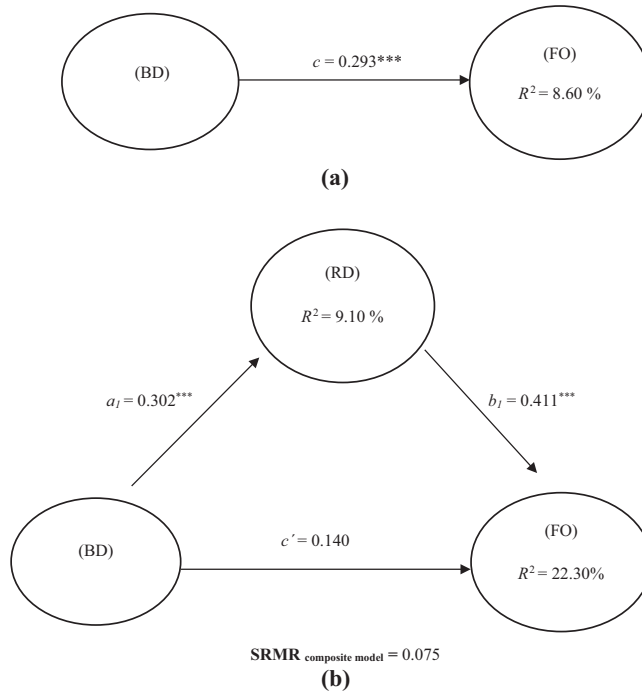 (BD)
c = 0.293***
(FO)
R² = 8.60 %
(a)
(RD)
R² = 9.10 %
a₁ = 0.302***
b₁ = 0.411***
(BD)
c´ = 0.140
(FO)
R² = 22.30%
SRMR composite model = 0.075
(b)